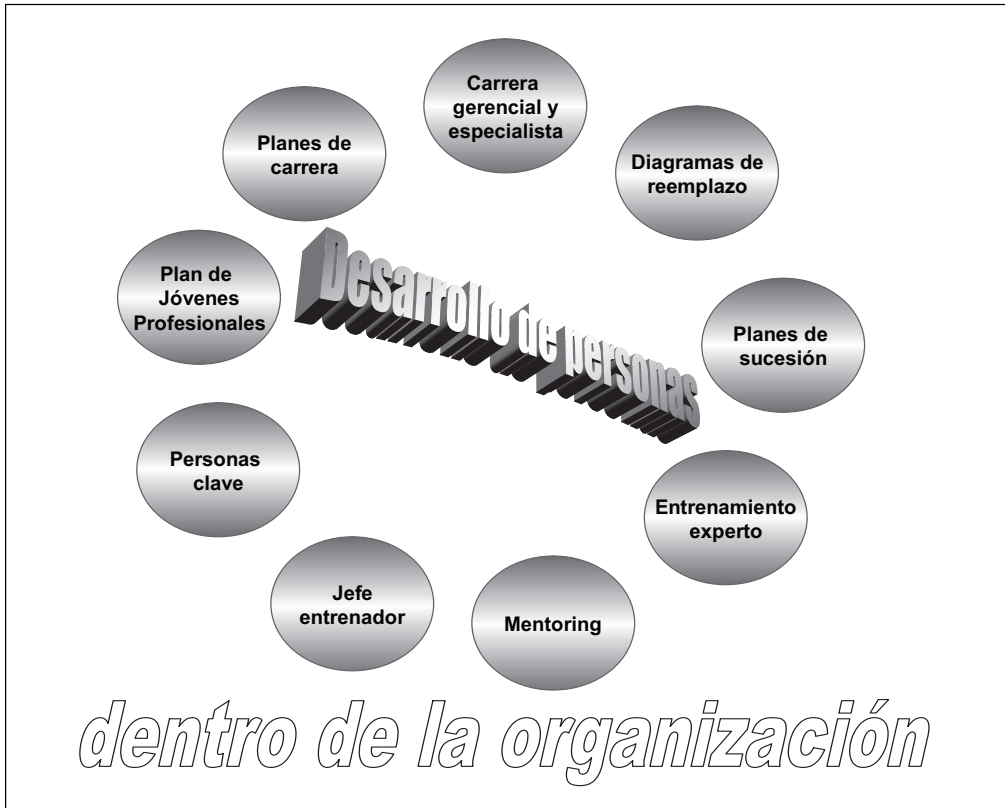 Carrera
gerencial y
especialista
Planes de
carrera
Diagramas de
reemplazo
Plan de
Jóvenes
Profesionales
Desarrollo de personas
Planes de
sucesión
Personas
clave
Entrenamiento
experto
Jefe
entrenador
Mentoring
dentro de la organización